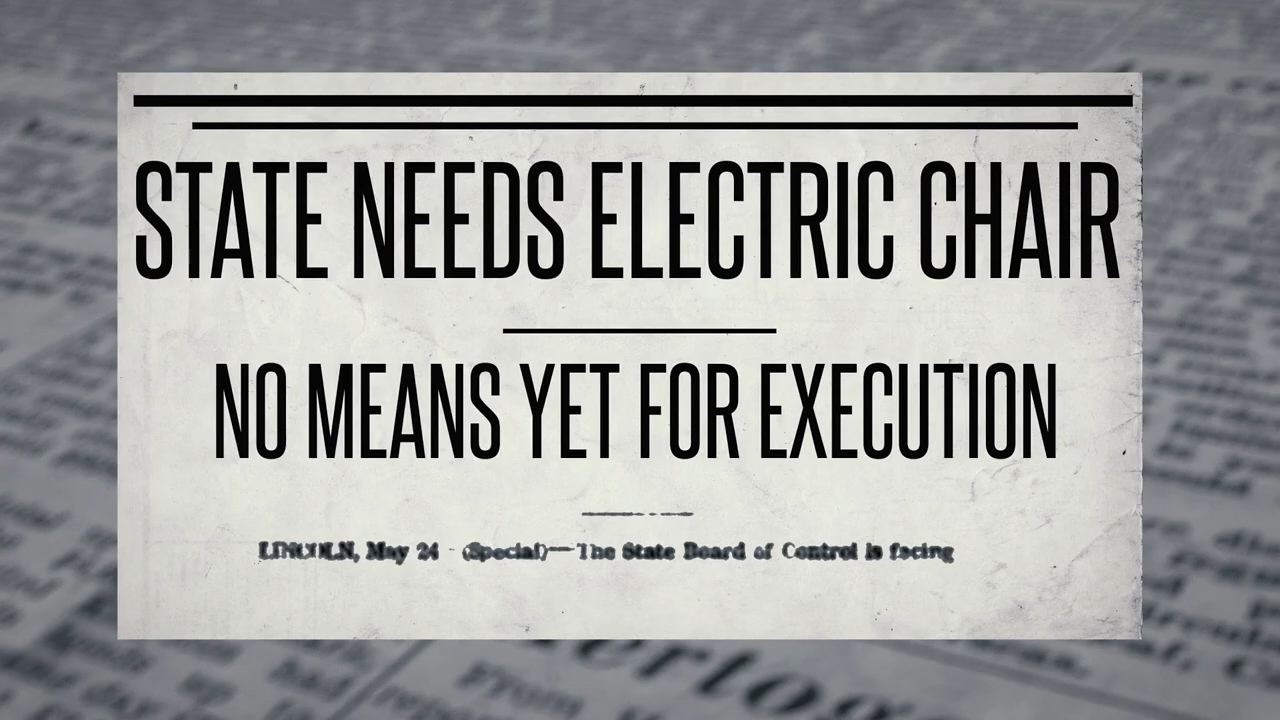 STATE NEEDS ELECTRIC CHAIR
NO MEANS YET FOR EXECUTION
LINCOLN, May 24 - (Special)— The State Board of Control is facing